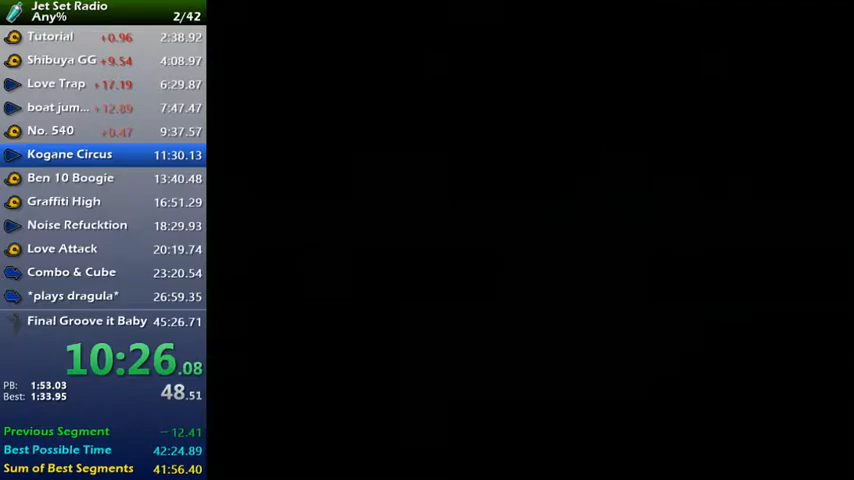 Jet Set Radio
Any% 2/42
Tutorial +0.96 2:38.92
Shibuya GG +9.54 4:08.97
Love Trap +17.19 6:29.87
boat jum... +12.89 7:47.47
No. 540 +0.47 9:37.57
Kogane Circus 11:30.13
Ben 10 Boogie 13:40.48
Graffiti High 16:51.29
Noise Refucktion 18:29.93
Love Attack 20:19.74
Combo & Cube 23:20.54
*plays dragula* 26:59.35
Final Groove it Baby 45:26.71
10:26.08
PB: 1:53.03
Best: 1:33.95
48.51
Previous Segment −12.41
Best Possible Time 42:24.89
Sum of Best Segments 41:56.40